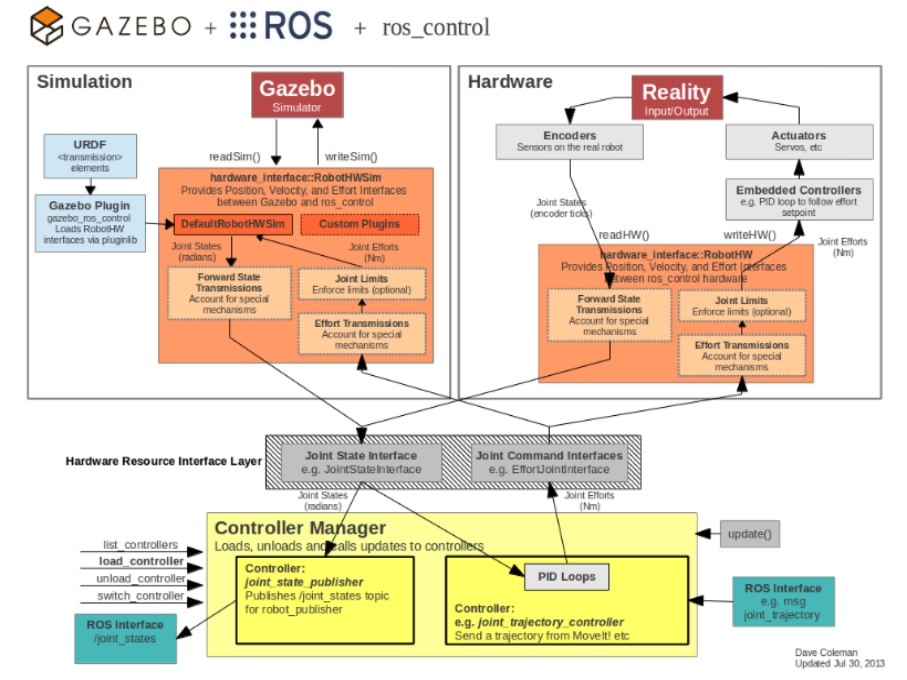 GAZEBO + ROS + ros_control
Simulation
Gazebo
Simulator
URDF
<transmission>
elements
readSim()
writeSim()
Gazebo Plugin
gazebo_ros_control
Loads RobotHW
interfaces via pluginlib
hardware_interface::RobotHWSim
Provides Position, Velocity, and Effort Interfaces
between Gazebo and ros_control
DefaultRobotHWSim
Custom Plugins
Joint States
(radians)
Joint Efforts
(Nm)
Forward State
Transmissions
Account for special
mechanisms
Joint Limits
Enforce limits (optional)
Effort Transmissions
Account for special
mechanisms
Hardware
Reality
Input/Output
Encoders
Sensors on the real robot
Actuators
Servos, etc
Embedded Controllers
e.g. PID loop to follow effort
setpoint
Joint States
(encoder ticks)
readHW()
writeHW()
Joint Efforts
(Nm)
hardware_interface::RobotHW
Provides Position, Velocity, and Effort Interfaces
between ros_control hardware
Forward State
Transmissions
Account for special
mechanisms
Joint Limits
Enforce limits (optional)
Effort Transmissions
Account for special
mechanisms
Hardware Resource Interface Layer
Joint State Interface
e.g. JointStateInterface
Joint Command Interfaces
e.g. EffortJointInterface
Joint States
(radians)
Joint Efforts
(Nm)
Controller Manager
Loads, unloads and calls updates to controllers
update()
list_controllers
load_controller
unload_controller
switch_controller
Controller:
joint_state_publisher
Publishes /joint_states topic
for robot_publisher
PID Loops
Controller:
e.g. joint_trajectory_controller
Send a trajectory from MoveIt! etc
ROS Interface
e.g. msg
joint_trajectory
ROS Interface
/joint_states
Dave Coleman
Updated Jul 30, 2013